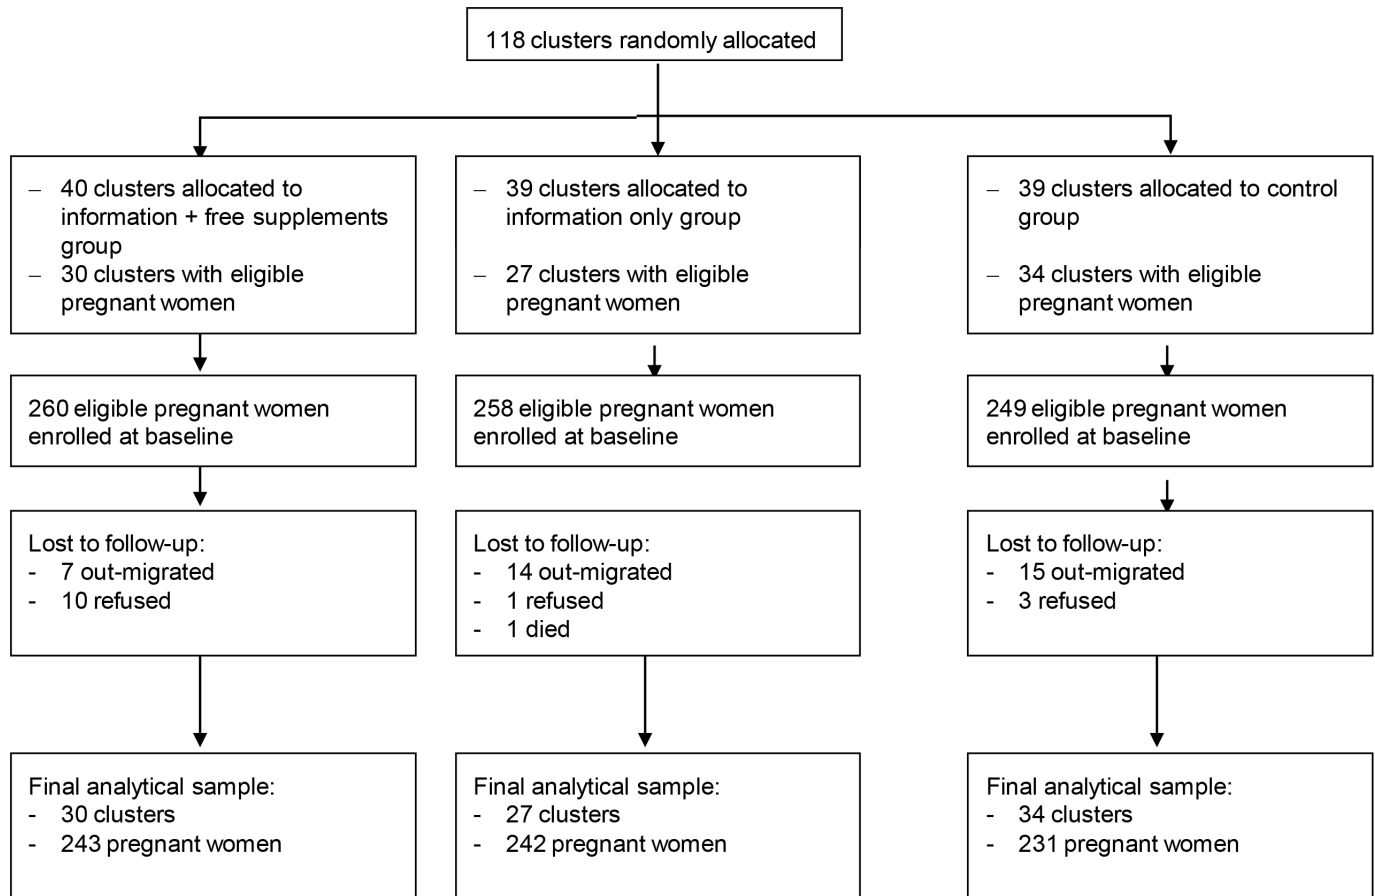 118 clusters randomly allocated
– 40 clusters allocated to
information + free supplements
group
– 30 clusters with eligible
pregnant women
– 39 clusters allocated to
information only group
– 27 clusters with eligible
pregnant women
– 39 clusters allocated to control
group
– 34 clusters with eligible
pregnant women
260 eligible pregnant women
enrolled at baseline
258 eligible pregnant women
enrolled at baseline
249 eligible pregnant women
enrolled at baseline
Lost to follow-up:
- 7 out-migrated
- 10 refused
Lost to follow-up:
- 14 out-migrated
- 1 refused
- 1 died
Lost to follow-up:
- 15 out-migrated
- 3 refused
Final analytical sample:
- 30 clusters
- 243 pregnant women
Final analytical sample:
- 27 clusters
- 242 pregnant women
Final analytical sample:
- 34 clusters
- 231 pregnant women